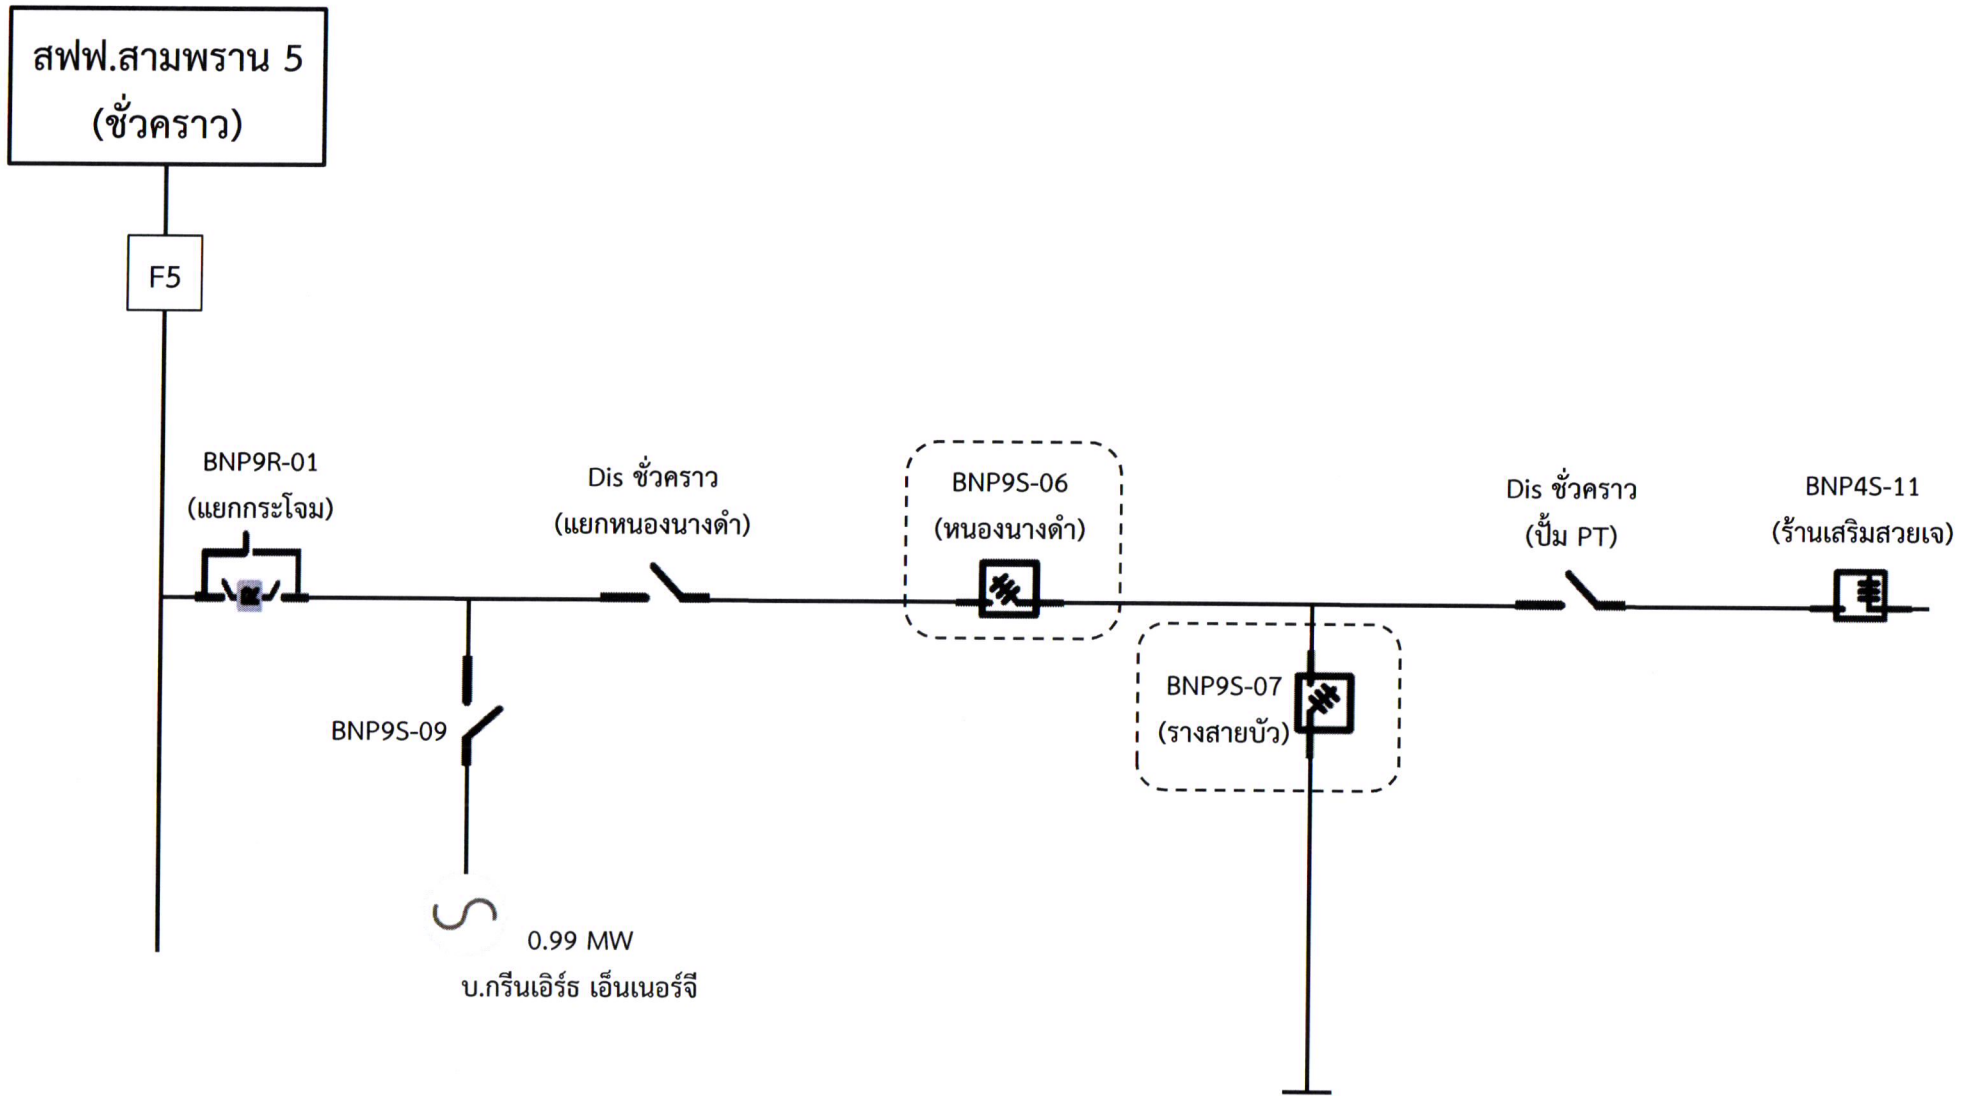 สฟฟ.สามพราน 5
(ชั่วคราว)
F5
BNP9R-01
(แยกกระโจม)
R
Dis ชั่วคราว
(แยกหนองนางดำ)
BNP9S-06
(หนองนางดำ)
Dis ชั่วคราว
(ปั้ม PT)
BNP4S-11
(ร้านเสริมสวยเจ)
BNP9S-09
BNP9S-07
(รางสายบัว)
0.99 MW
บ.กรีนเอิร์ธ เอ็นเนอร์จี